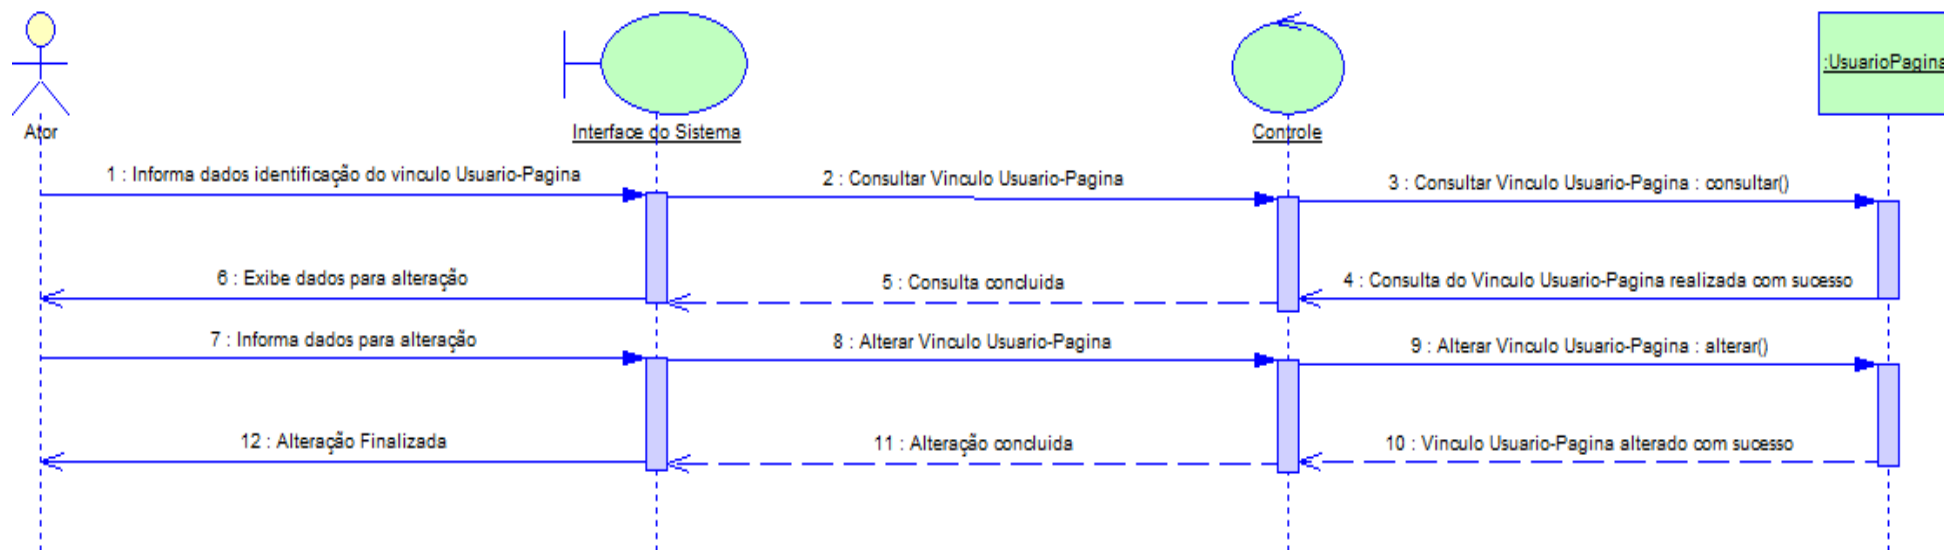 :UsuarioPagina
Ator
Interface do Sistema
Controle
1 : Informa dados identificação do vinculo Usuario-Pagina
2 : Consultar Vinculo Usuario-Pagina
3 : Consultar Vinculo Usuario-Pagina : consultar()
6 : Exibe dados para alteração
5 : Consulta concluida
4 : Consulta do Vinculo Usuario-Pagina realizada com sucesso
7 : Informa dados para alteração
8 : Alterar Vinculo Usuario-Pagina
9 : Alterar Vinculo Usuario-Pagina : alterar()
12 : Alteração Finalizada
11 : Alteração concluida
10 : Vinculo Usuario-Pagina alterado com sucesso